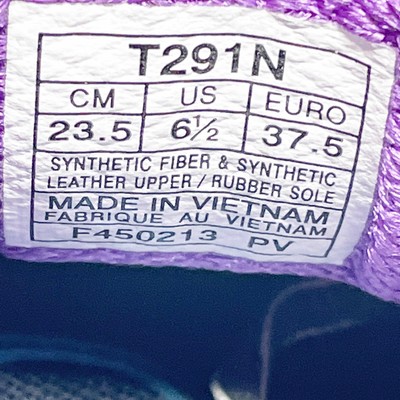 T291N
CM US EURO
23.5 6½ 37.5
SYNTHETIC FIBER & SYNTHETIC
LEATHER UPPER / RUBBER SOLE
MADE IN VIETNAM
FABRIQUE AU VIETNAM
F450213 PV